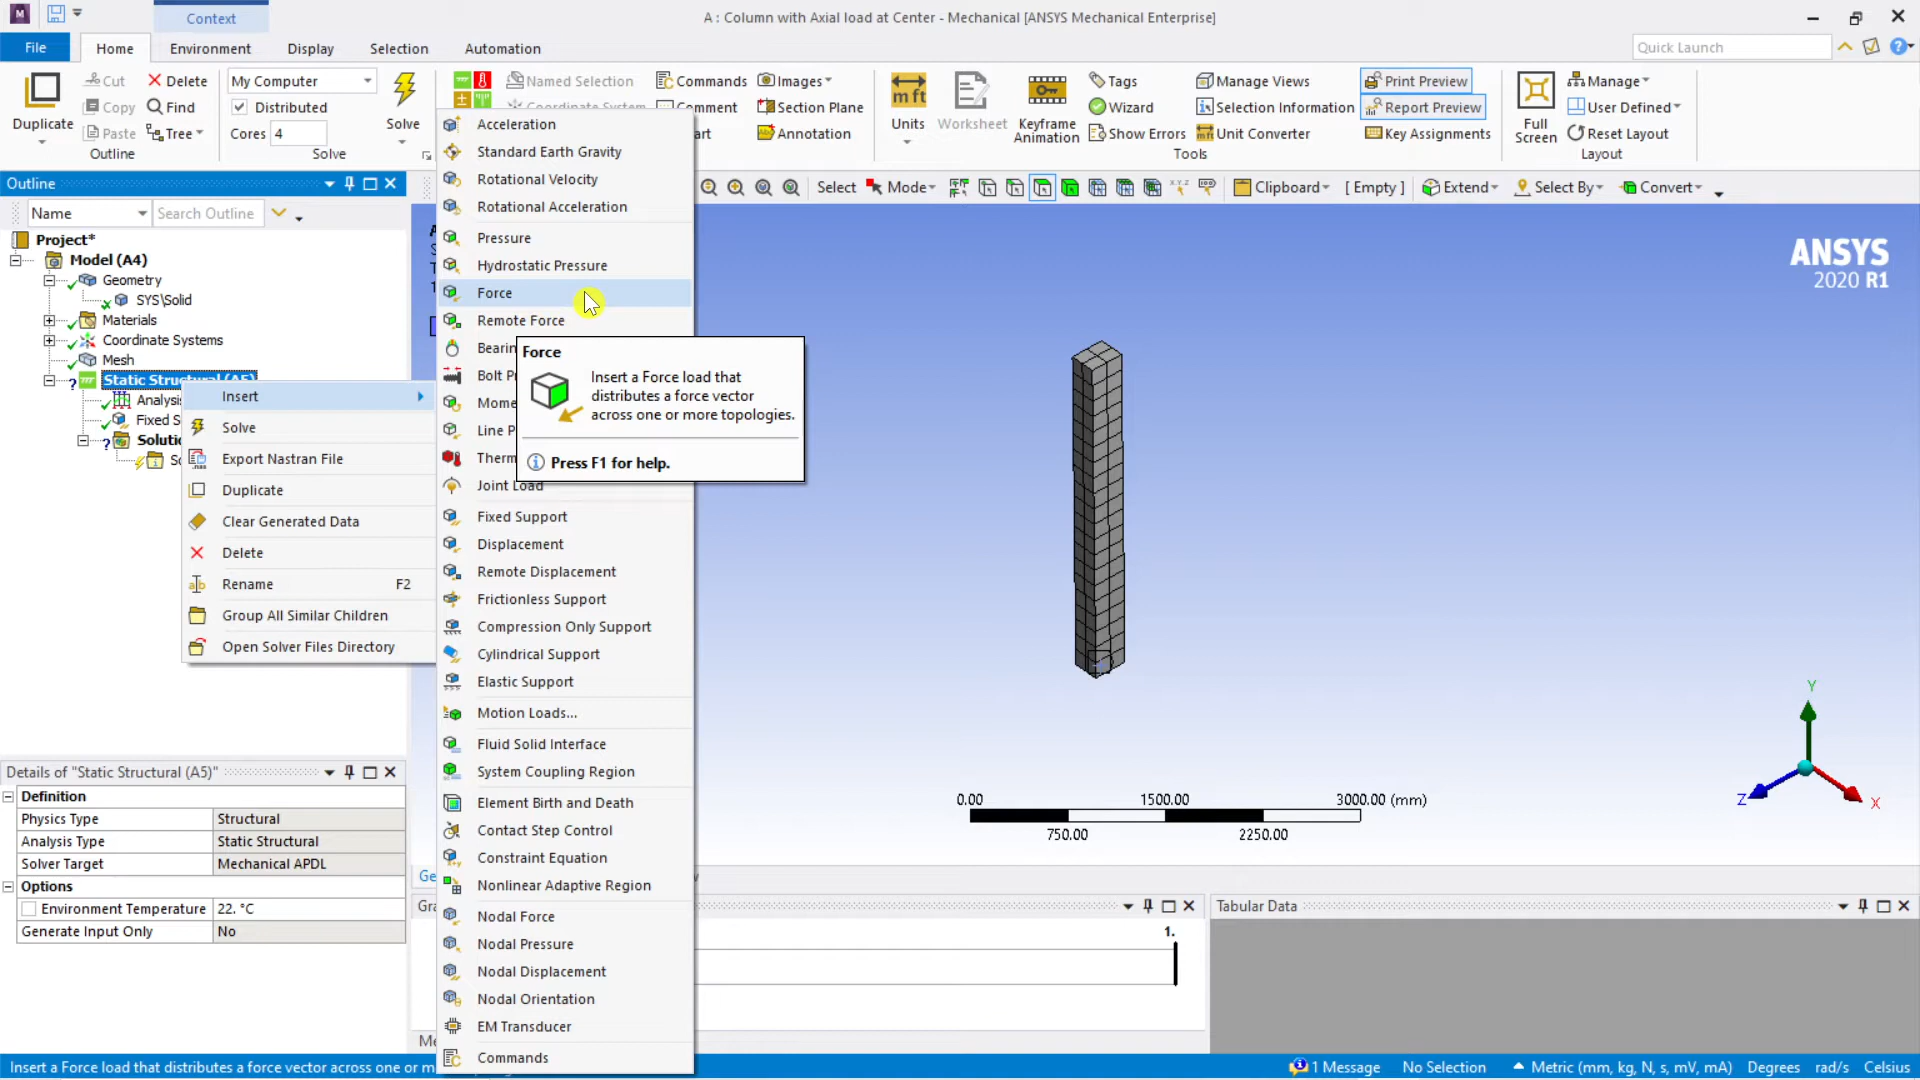 Context
A : Column with Axial load at Center - Mechanical [ANSYS Mechanical Enterprise]
File
Home
Environment
Display
Selection
Automation
Quick Launch
Duplicate
Cut
Copy
Paste
Delete
Find
Tree
Outline
My Computer
Distributed
Cores 4
Solve
Solve
Named Selection
Coordinate System
Commands
Comment
Images
Section Plane
Annotation
Units
Worksheet
Keyframe Animation
Tags
Wizard
Show Errors
Manage Views
Selection Information
Unit Converter
Print Preview
Report Preview
Key Assignments
Tools
Full Screen
Manage
User Defined
Reset Layout
Layout
Outline
Name
Search Outline
Select
Mode
Clipboard
[ Empty ]
Extend
Select By
Convert
Project*
Model (A4)
Geometry
SYS\Solid
Materials
Coordinate Systems
Mesh
Static Structural (A5)
Analysis
Fixed S
Solutio
Insert
Solve
Export Nastran File
Duplicate
Clear Generated Data
Delete
Rename F2
Group All Similar Children
Open Solver Files Directory
Acceleration
Standard Earth Gravity
Rotational Velocity
Rotational Acceleration
Pressure
Hydrostatic Pressure
Force
Remote Force
Bearin
Bolt P
Mome
Line P
Therm
Joint Load
Fixed Support
Displacement
Remote Displacement
Frictionless Support
Compression Only Support
Cylindrical Support
Elastic Support
Motion Loads...
Fluid Solid Interface
System Coupling Region
Element Birth and Death
Contact Step Control
Constraint Equation
Nonlinear Adaptive Region
Nodal Force
Nodal Pressure
Nodal Displacement
Nodal Orientation
EM Transducer
Commands
Force
Insert a Force load that
distributes a force vector
across one or more topologies.
Press F1 for help.
ANSYS
2020 R1
Y
Z
X
0.00
1500.00
3000.00 (mm)
750.00
2250.00
Details of "Static Structural (A5)"
Definition
Physics Type Structural
Analysis Type Static Structural
Solver Target Mechanical APDL
Options
Environment Temperature 22. °C
Generate Input Only No
Ge
Gra
Tabular Data
1.
Me
Insert a Force load that distributes a force vector across one or m
1 Message
No Selection
Metric (mm, kg, N, s, mV, mA)
Degrees
rad/s
Celsius